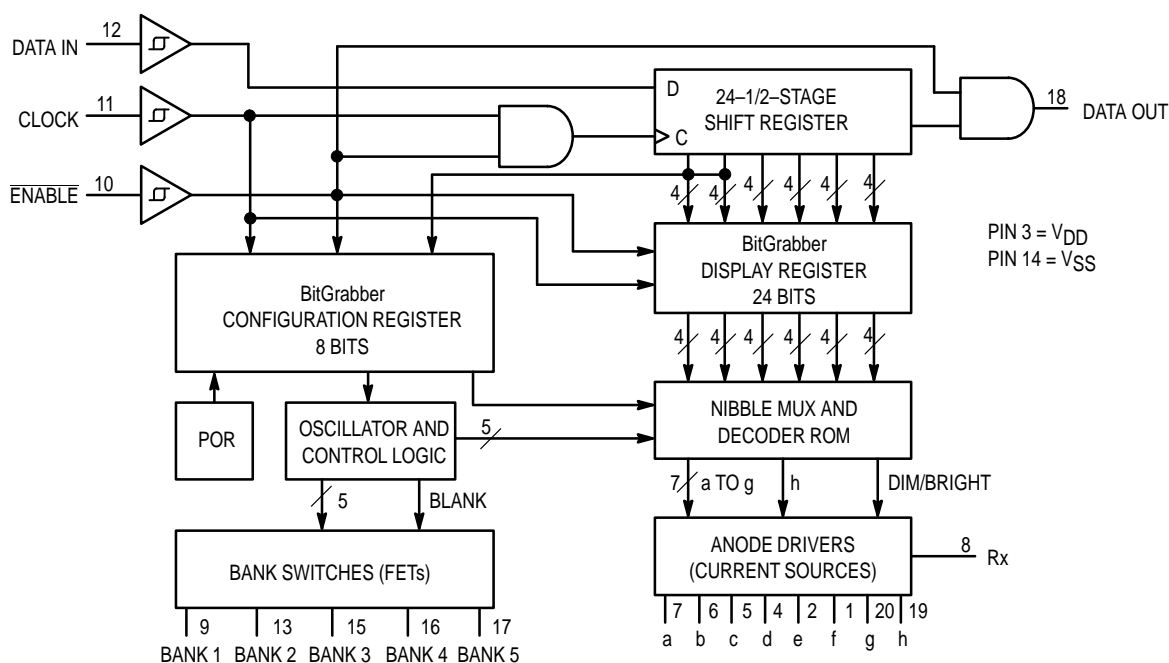 12
DATA IN
11
CLOCK
10
ENABLE
D
24–1/2–STAGE
SHIFT REGISTER
C
18
DATA OUT
4 4 4 4 4 4
BitGrabber
DISPLAY REGISTER
24 BITS
PIN 3 = VDD
PIN 14 = VSS
BitGrabber
CONFIGURATION REGISTER
8 BITS
4 4 4 4 4 4
POR
OSCILLATOR AND
CONTROL LOGIC
5
NIBBLE MUX AND
DECODER ROM
5
BLANK
7
a TO g
h
DIM/BRIGHT
BANK SWITCHES (FETs)
ANODE DRIVERS
(CURRENT SOURCES)
8
Rx
9 13 15 16 17
BANK 1 BANK 2 BANK 3 BANK 4 BANK 5
7 6 5 4 2 1 20 19
a b c d e f g h